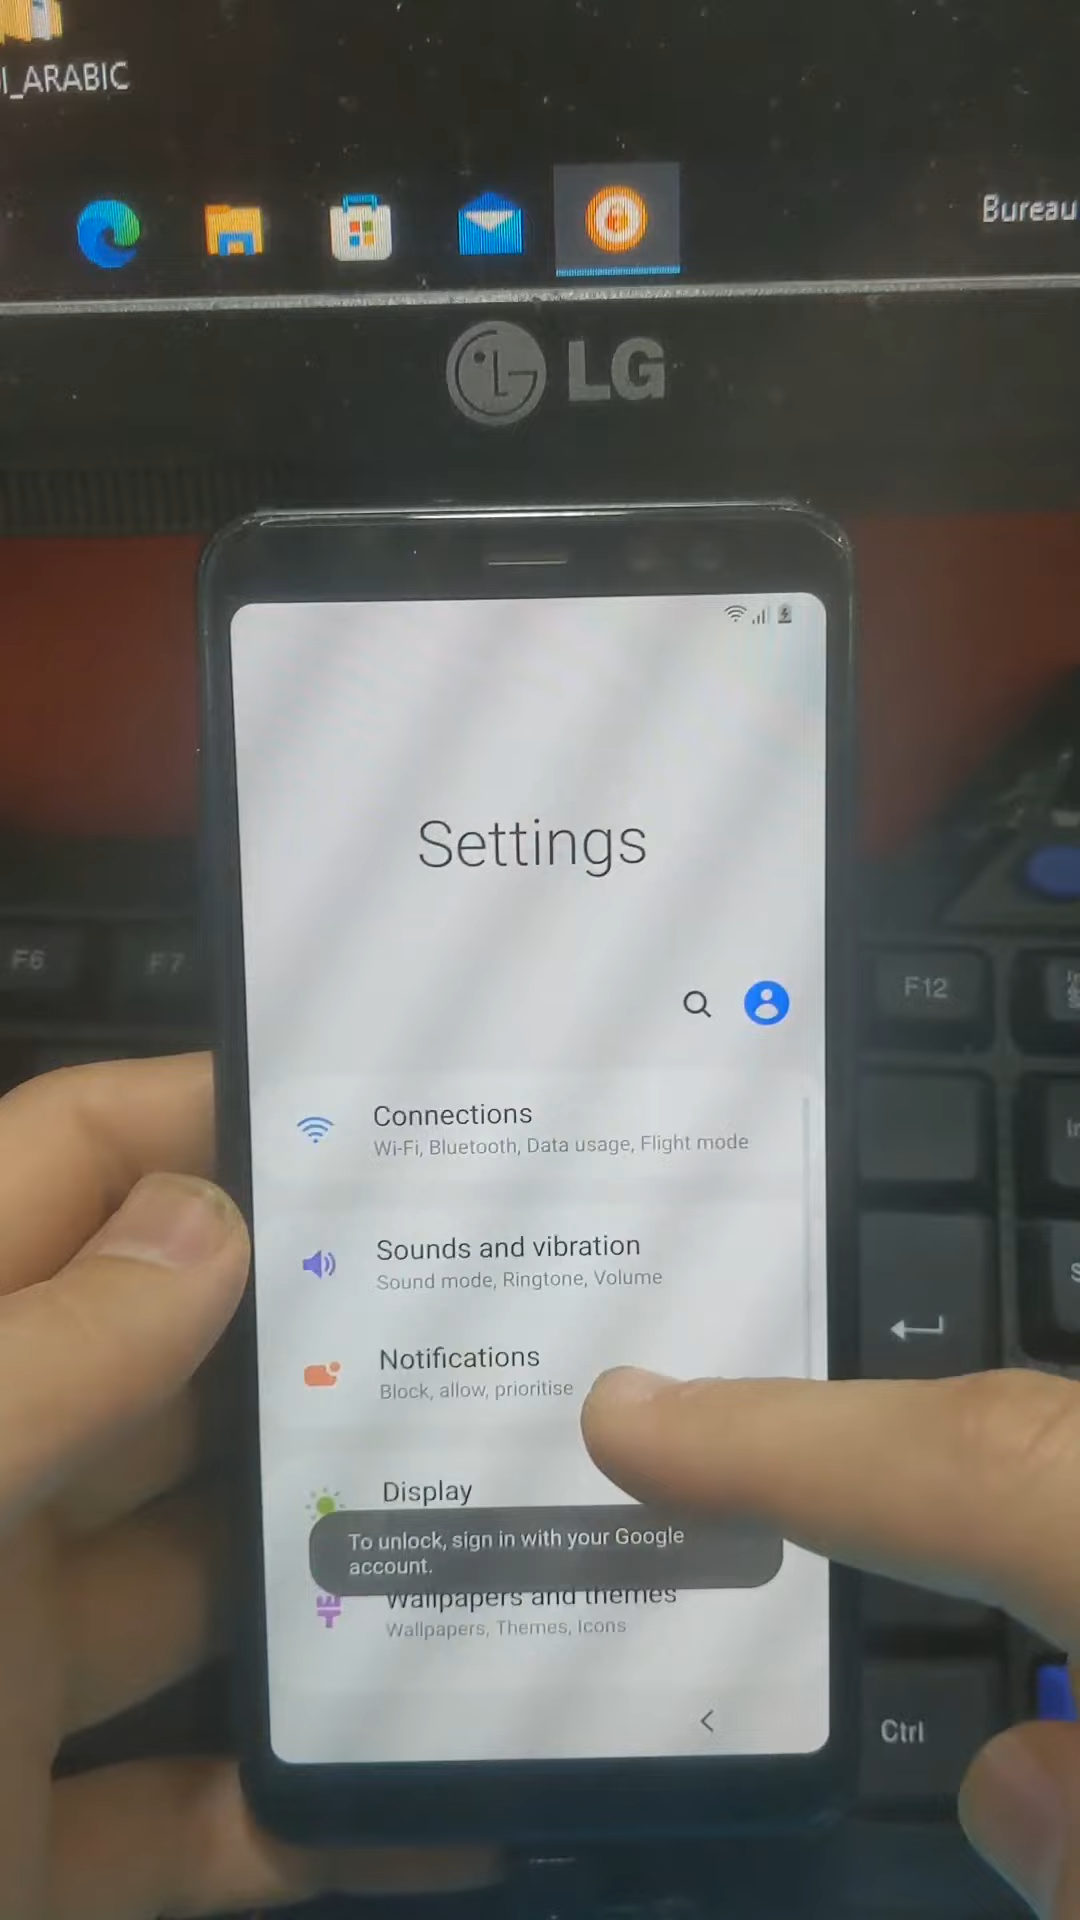 I_ARABIC
Bureau
LG
Settings
F6
F7
F12
Connections
Wi-Fi, Bluetooth, Data usage, Flight mode
Sounds and vibration
Sound mode, Ringtone, Volume
Notifications
Block, allow, prioritise
Display
To unlock, sign in with your Google
account.
Wallpapers and themes
Wallpapers, Themes, Icons
Ctrl